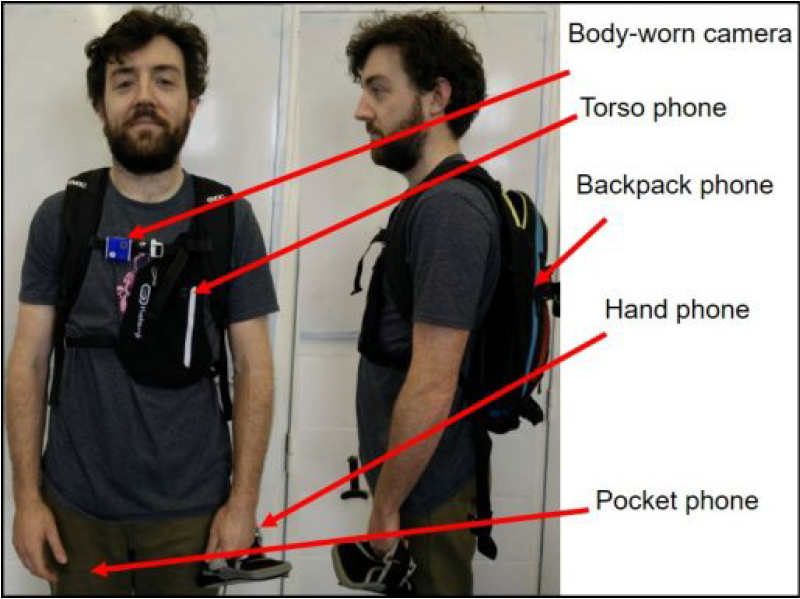 Body-worn camera
Torso phone
Backpack phone
Hand phone
Pocket phone